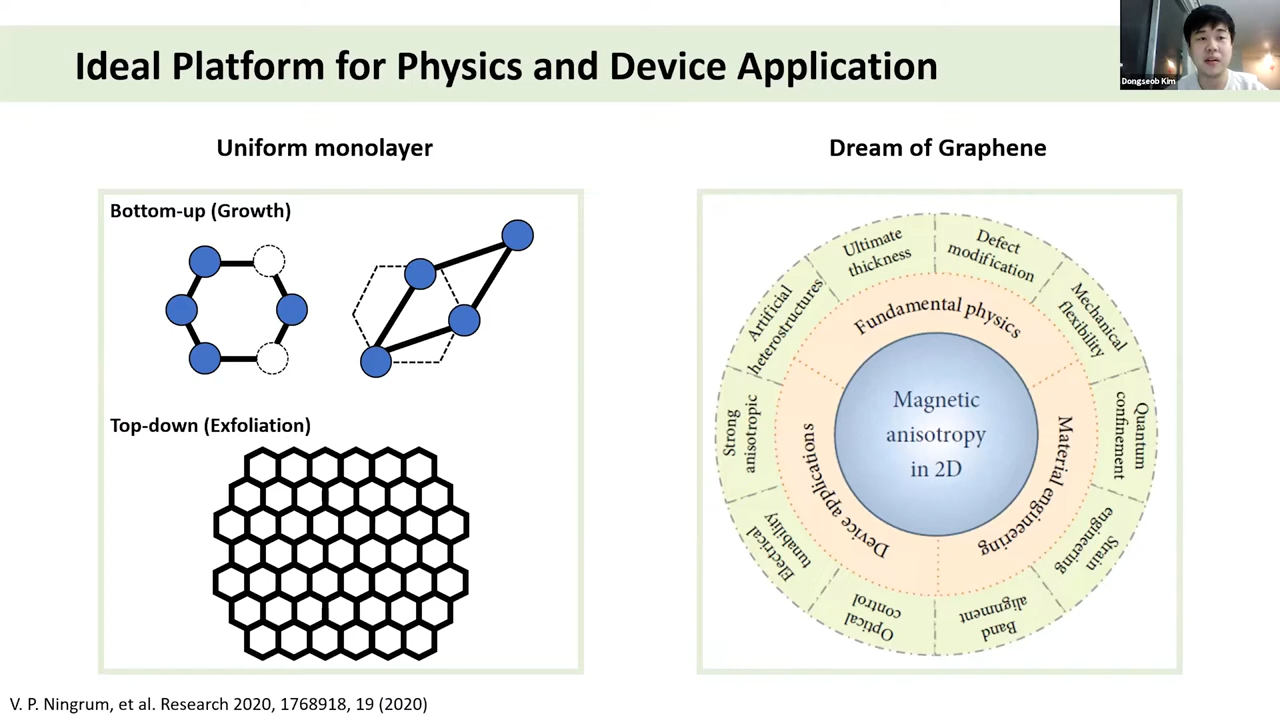 Ideal Platform for Physics and Device Application
Dongseob Kim
Uniform monolayer
Bottom-up (Growth)
Top-down (Exfoliation)
Dream of Graphene
Ultimate
thickness
Defect
modification
Mechanical
flexibility
Quantum
confinement
Strain
engineering
Band
alignment
Optical
control
Electrical
tunability
Strong
anisotropic
Artificial
heterostructures
Fundamental physics
Material engineering
Device applications
Magnetic
anisotropy
in 2D
V. P. Ningrum, et al. Research 2020, 1768918, 19 (2020)